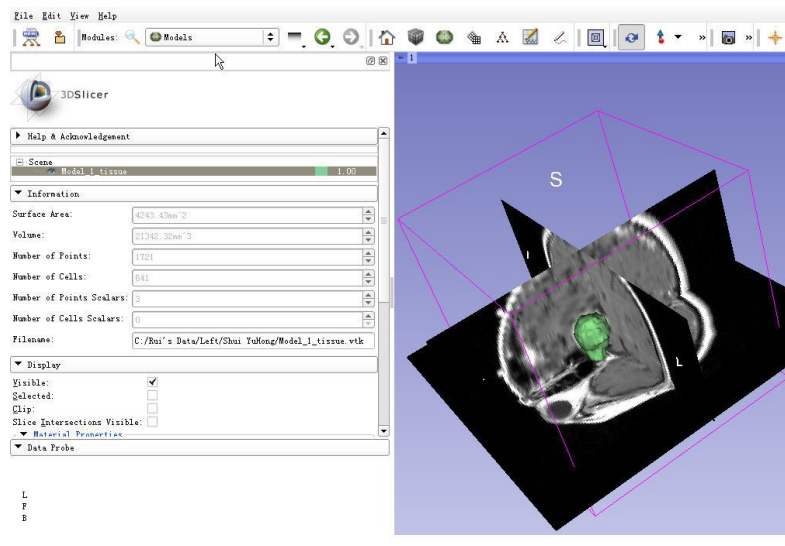 File Edit View Help
Modules: Models
1
3DSlicer
Help & Acknowledgement
Scene
Model_1_tissue 1.00
Information
Surface Area: 4243.43mm^2
Volume: 21342.32mm^3
Number of Points: 1721
Number of Cells: 641
Number of Points Scalars: 3
Number of Cells Scalars: 0
Filename: C:/Rui's Data/Left/Shui YuHong/Model_1_tissue.vtk
Display
Visible:
Selected:
Clip:
Slice Intersections Visible:
Material Properties
Data Probe
L
F
B
S
I
L